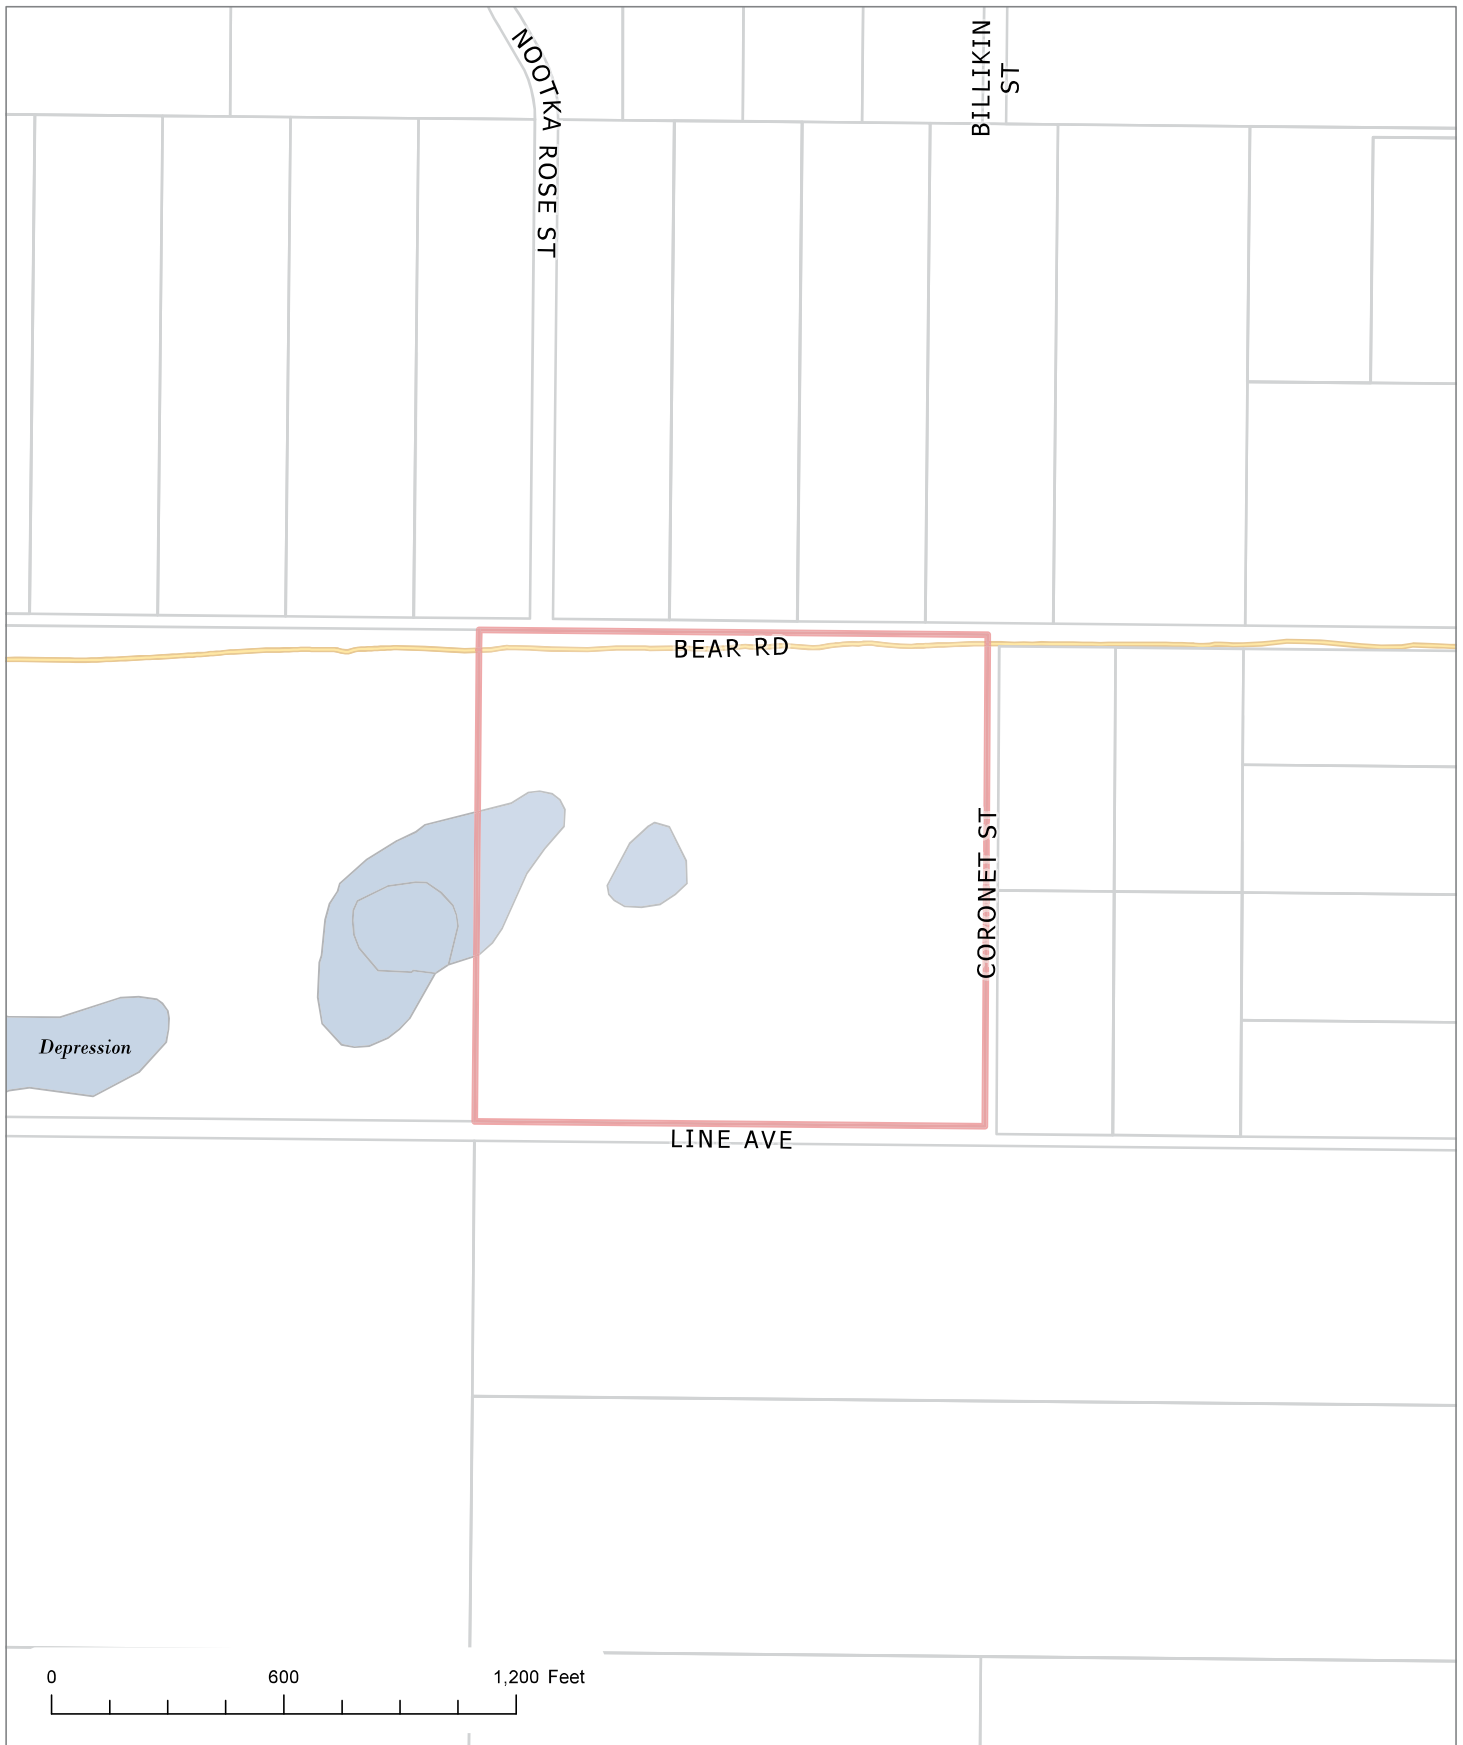 NOOTKA ROSE ST
BILLIKIN
ST
BEAR RD
CORONET ST
Depression
LINE AVE
0 600 1,200 Feet